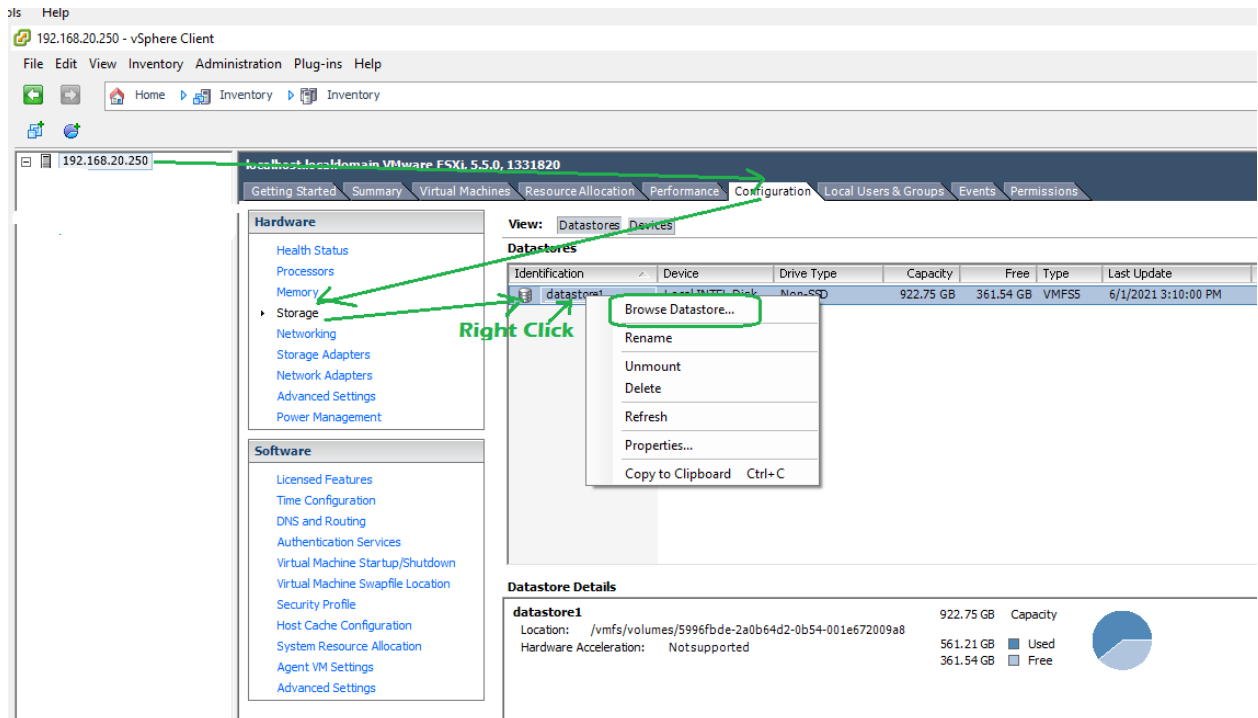 ols Help
192.168.20.250 - vSphere Client
File Edit View Inventory Administration Plug-ins Help
Home Inventory Inventory
192.168.20.250
localhost.localdomain VMware ESXi, 5.5.0, 1331820
Getting Started Summary Virtual Machines Resource Allocation Performance Configuration Local Users & Groups Events Permissions
Hardware
Health Status
Processors
Memory
Storage
Networking
Storage Adapters
Network Adapters
Advanced Settings
Power Management
Software
Licensed Features
Time Configuration
DNS and Routing
Authentication Services
Virtual Machine Startup/Shutdown
Virtual Machine Swapfile Location
Security Profile
Host Cache Configuration
System Resource Allocation
Agent VM Settings
Advanced Settings
View: Datastores Devices
Datastores
Identification Device Drive Type Capacity Free Type Last Update
datastore1 Local INTEL Disk Non-SSD 922.75 GB 361.54 GB VMFS5 6/1/2021 3:10:00 PM
Right Click
Browse Datastore...
Rename
Unmount
Delete
Refresh
Properties...
Copy to Clipboard Ctrl+C
Datastore Details
datastore1 922.75 GB Capacity
Location: /vmfs/volumes/5996fbde-2a0b64d2-0b54-001e672009a8
Hardware Acceleration: Not supported 561.21 GB Used
361.54 GB Free